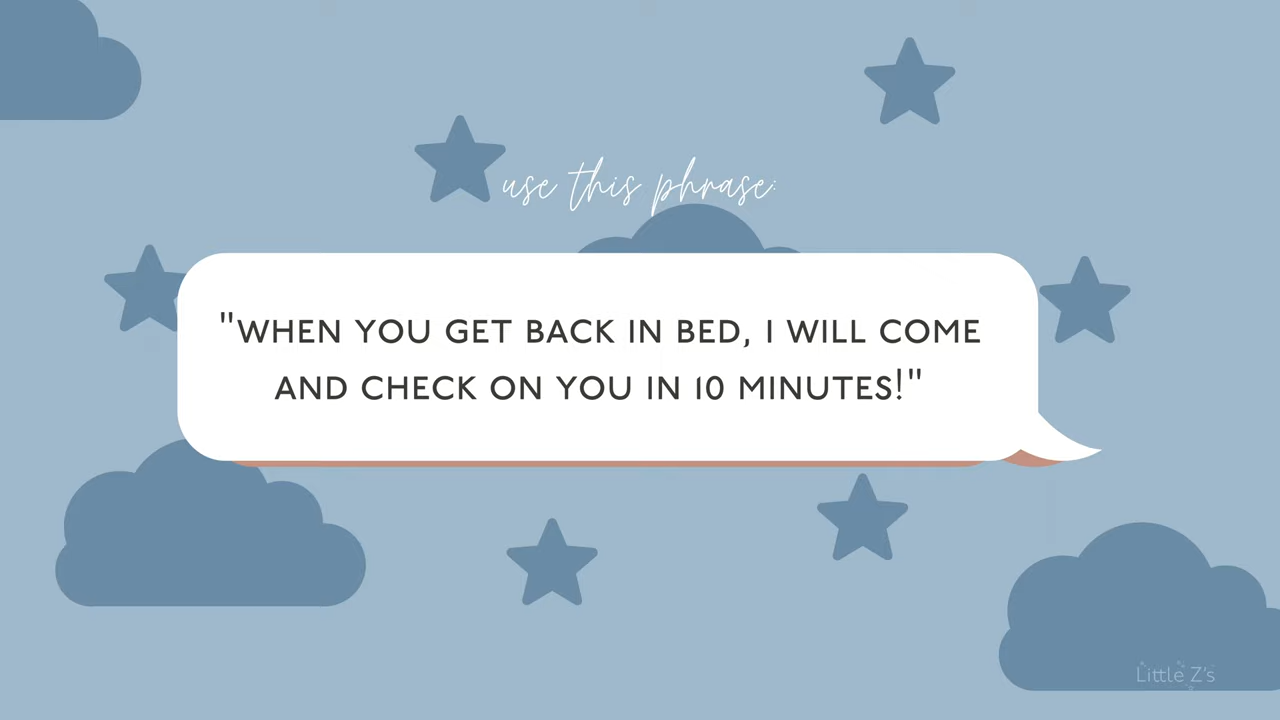 use this phrase:
"WHEN YOU GET BACK IN BED, I WILL COME
AND CHECK ON YOU IN 10 MINUTES!"
Little Z's